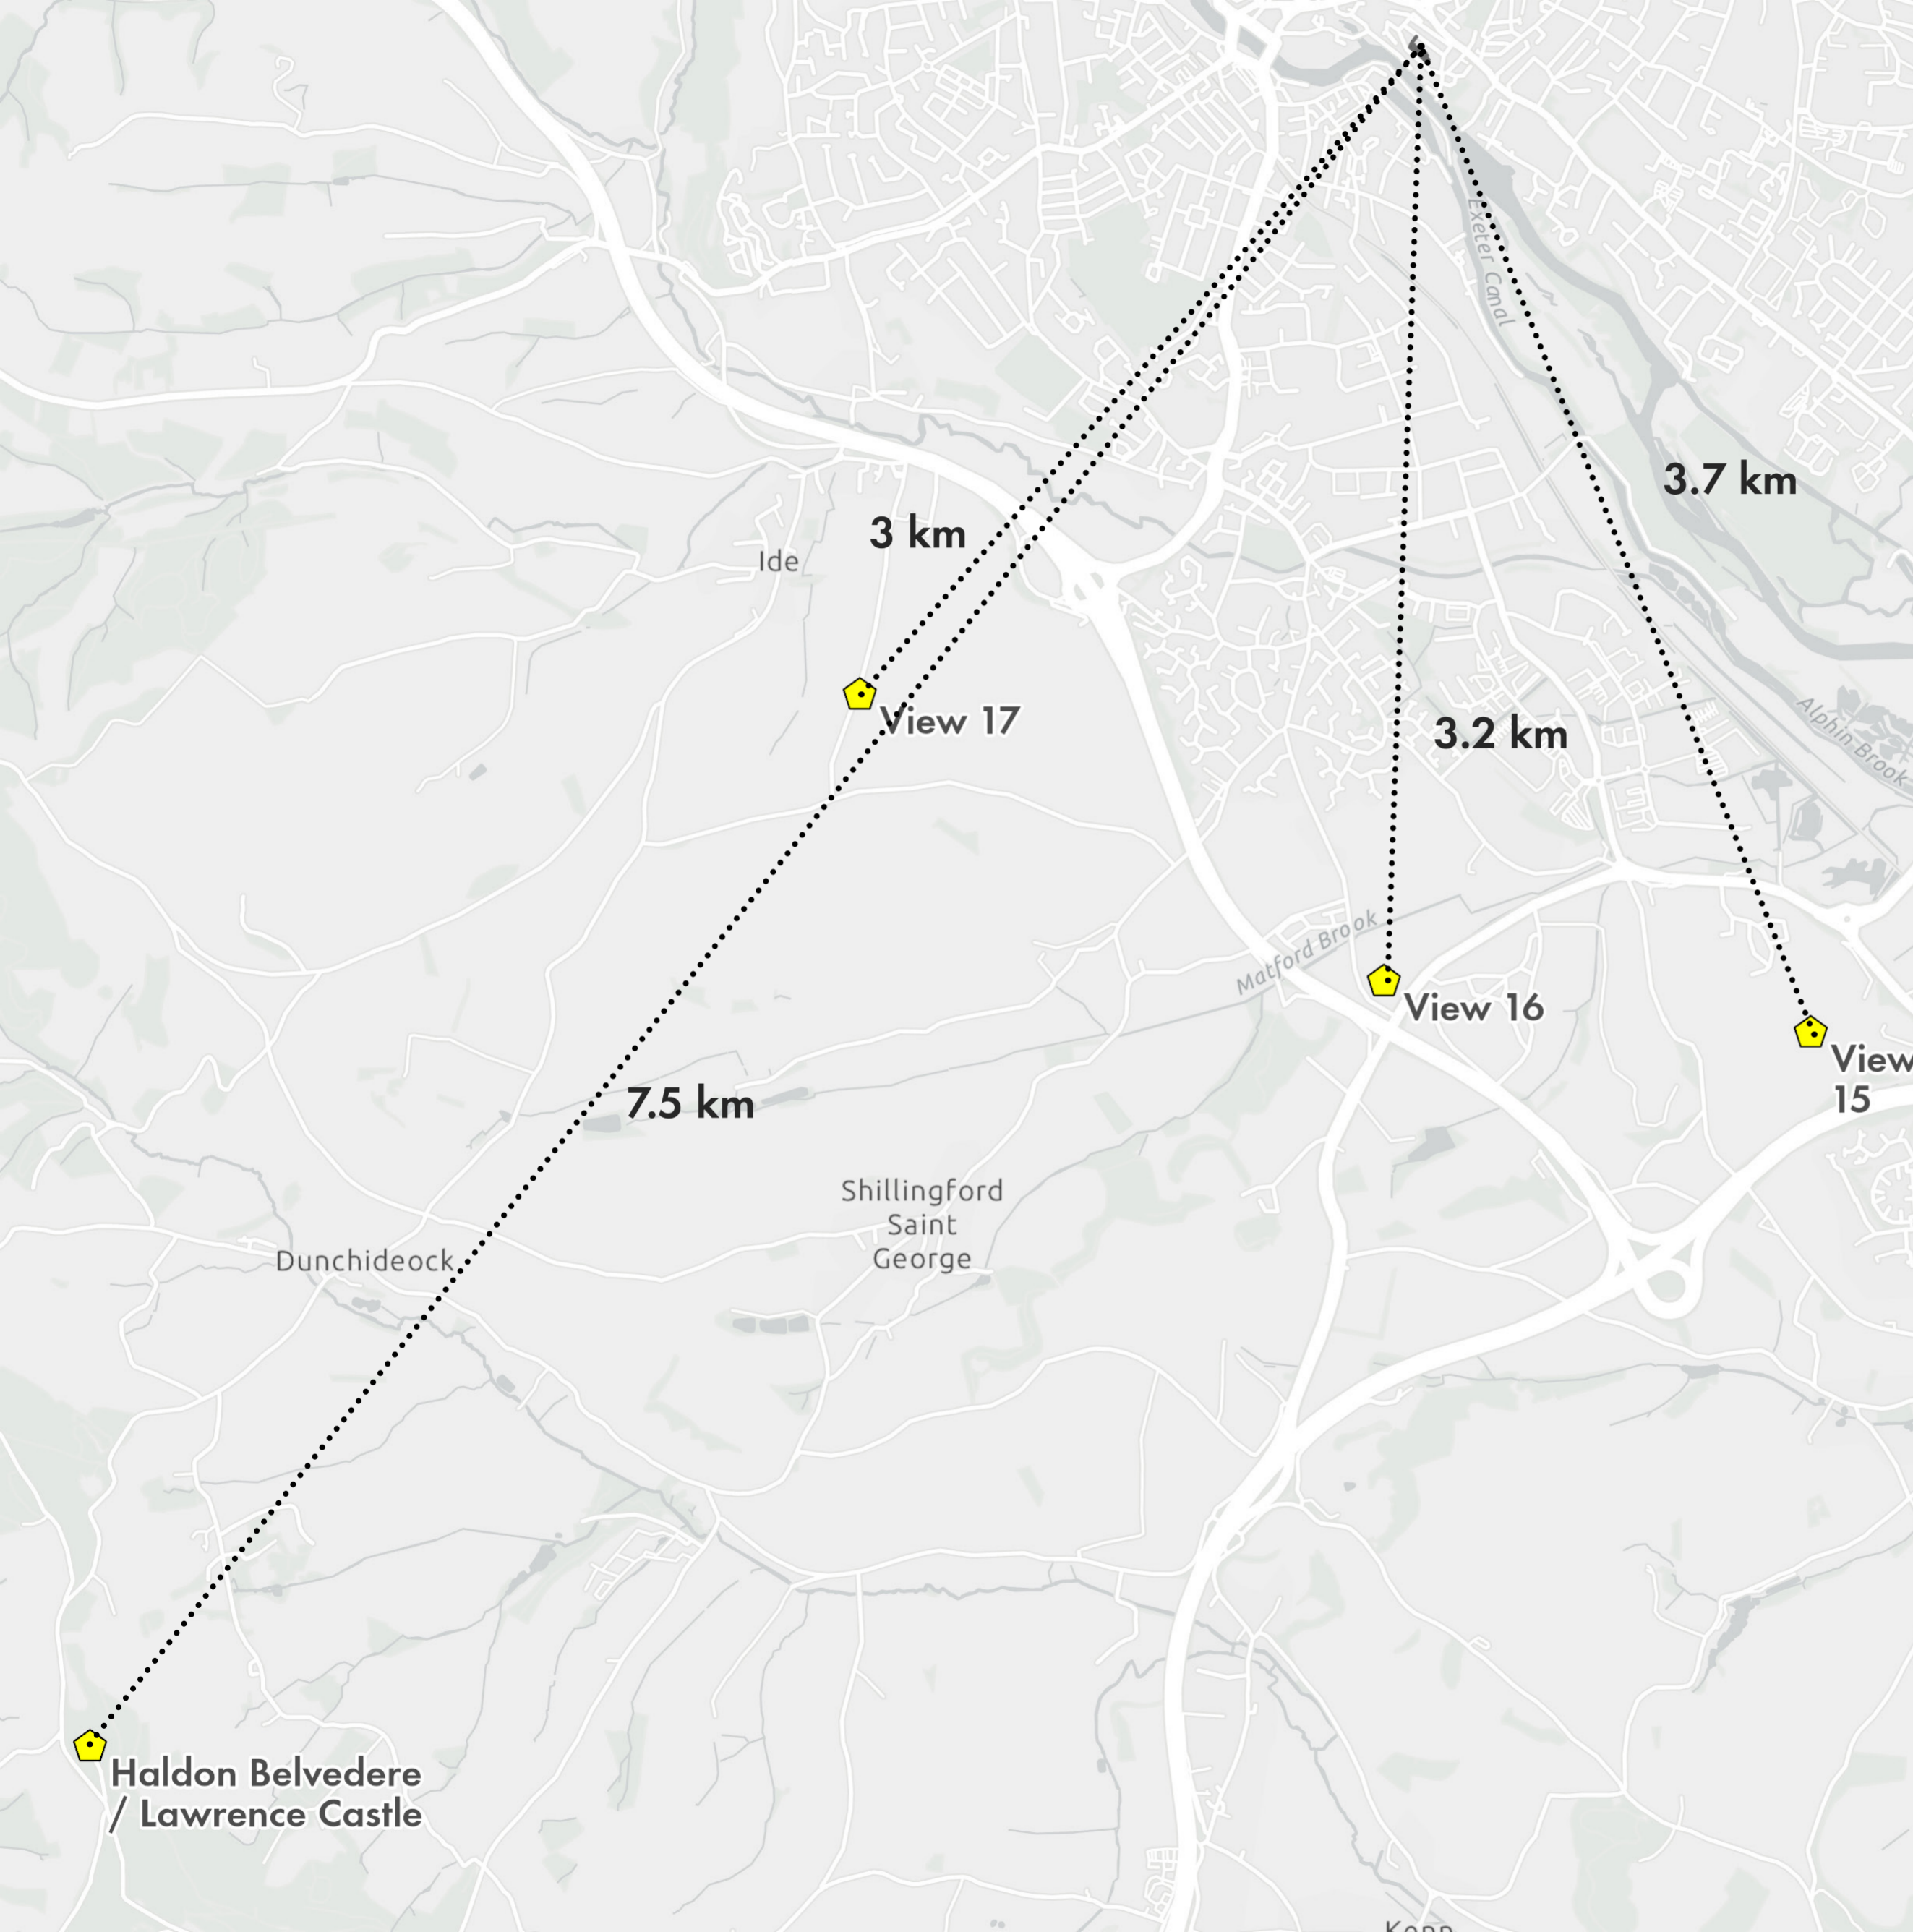 Exeter Canal
3.7 km
3 km
Ide
View 17
3.2 km
Alphin Brook
Matford Brook
View 16
View
15
7.5 km
Shillingford
Saint
George
Dunchideock
Haldon Belvedere
/ Lawrence Castle